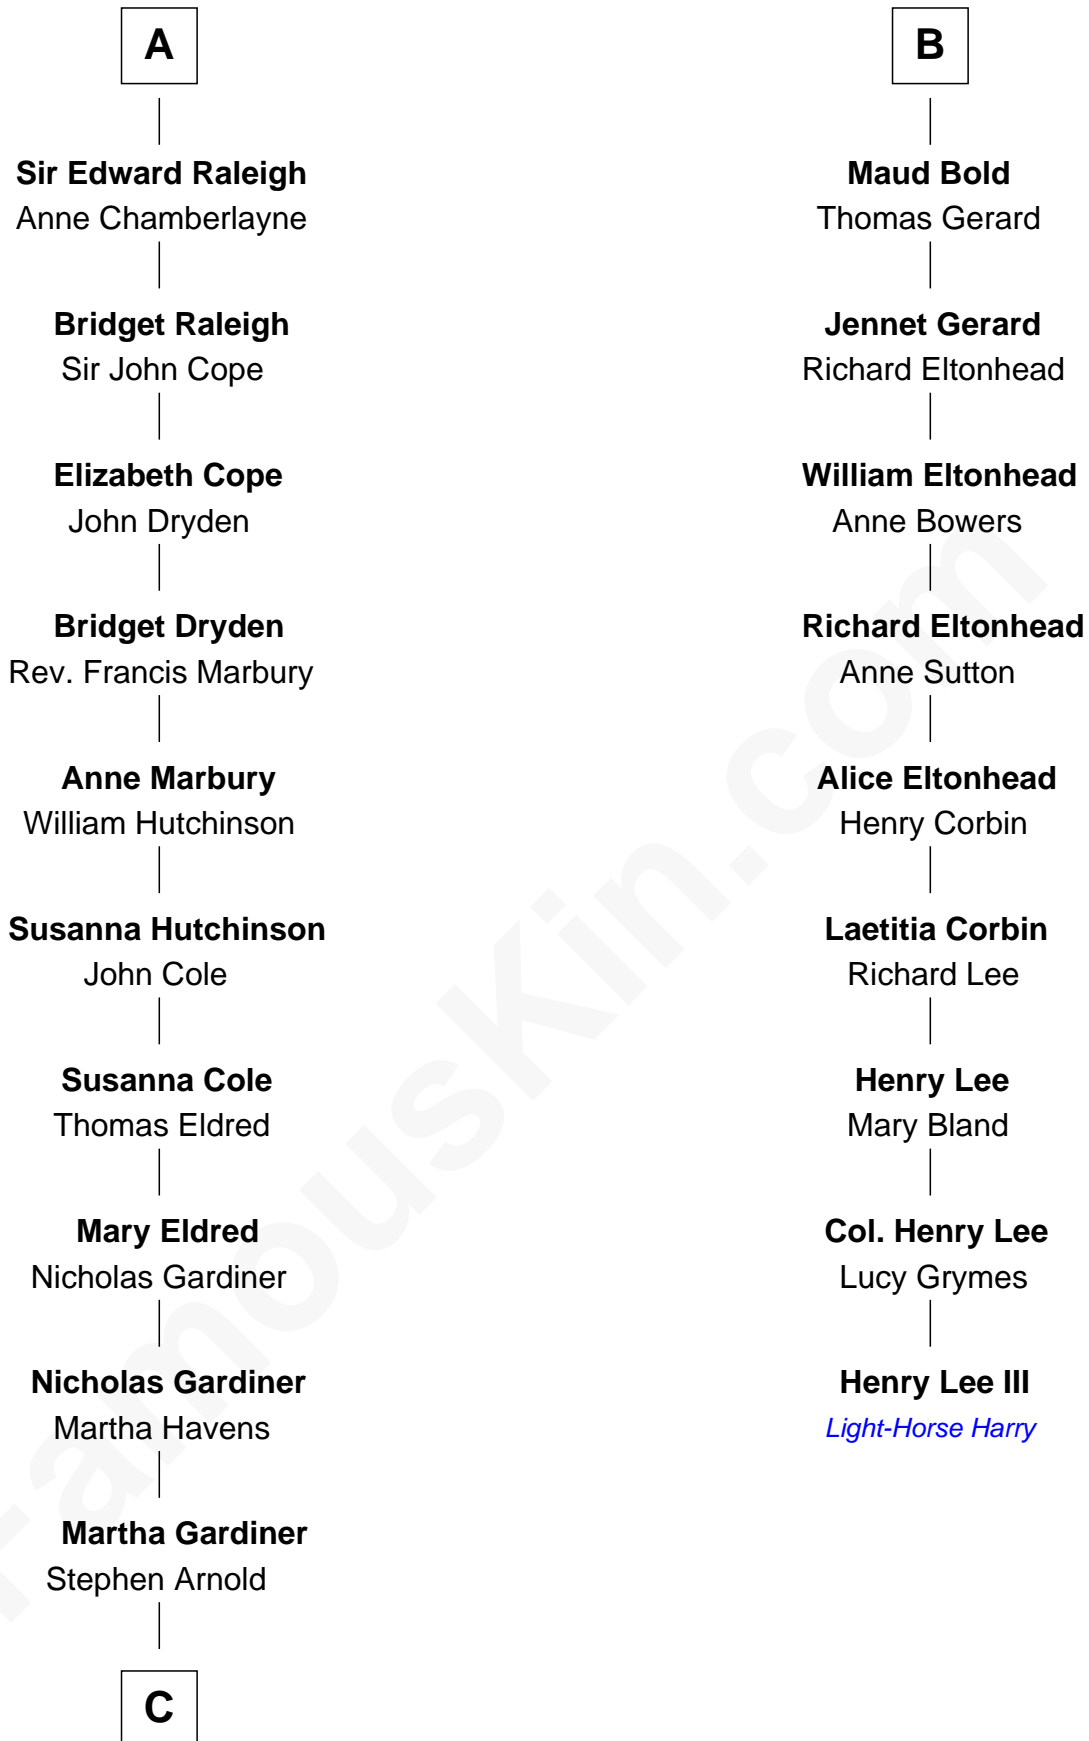 A
Sir Edward Raleigh
Anne Chamberlayne
Bridget Raleigh
Sir John Cope
Elizabeth Cope
John Dryden
Bridget Dryden
Rev. Francis Marbury
Anne Marbury
William Hutchinson
Susanna Hutchinson
John Cole
Susanna Cole
Thomas Eldred
Mary Eldred
Nicholas Gardiner
Nicholas Gardiner
Martha Havens
Martha Gardiner
Stephen Arnold
C
B
Maud Bold
Thomas Gerard
Jennet Gerard
Richard Eltonhead
William Eltonhead
Anne Bowers
Richard Eltonhead
Anne Sutton
Alice Eltonhead
Henry Corbin
Laetitia Corbin
Richard Lee
Henry Lee
Mary Bland
Col. Henry Lee
Lucy Grymes
Henry Lee III
Light-Horse Harry
FamousKin.com